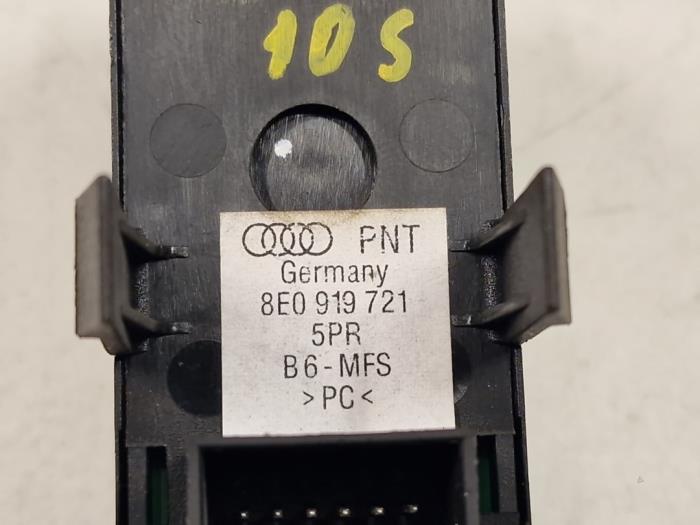 10S
PNT
Germany
8E0 919 721
5PR
B6-MFS
>PC<